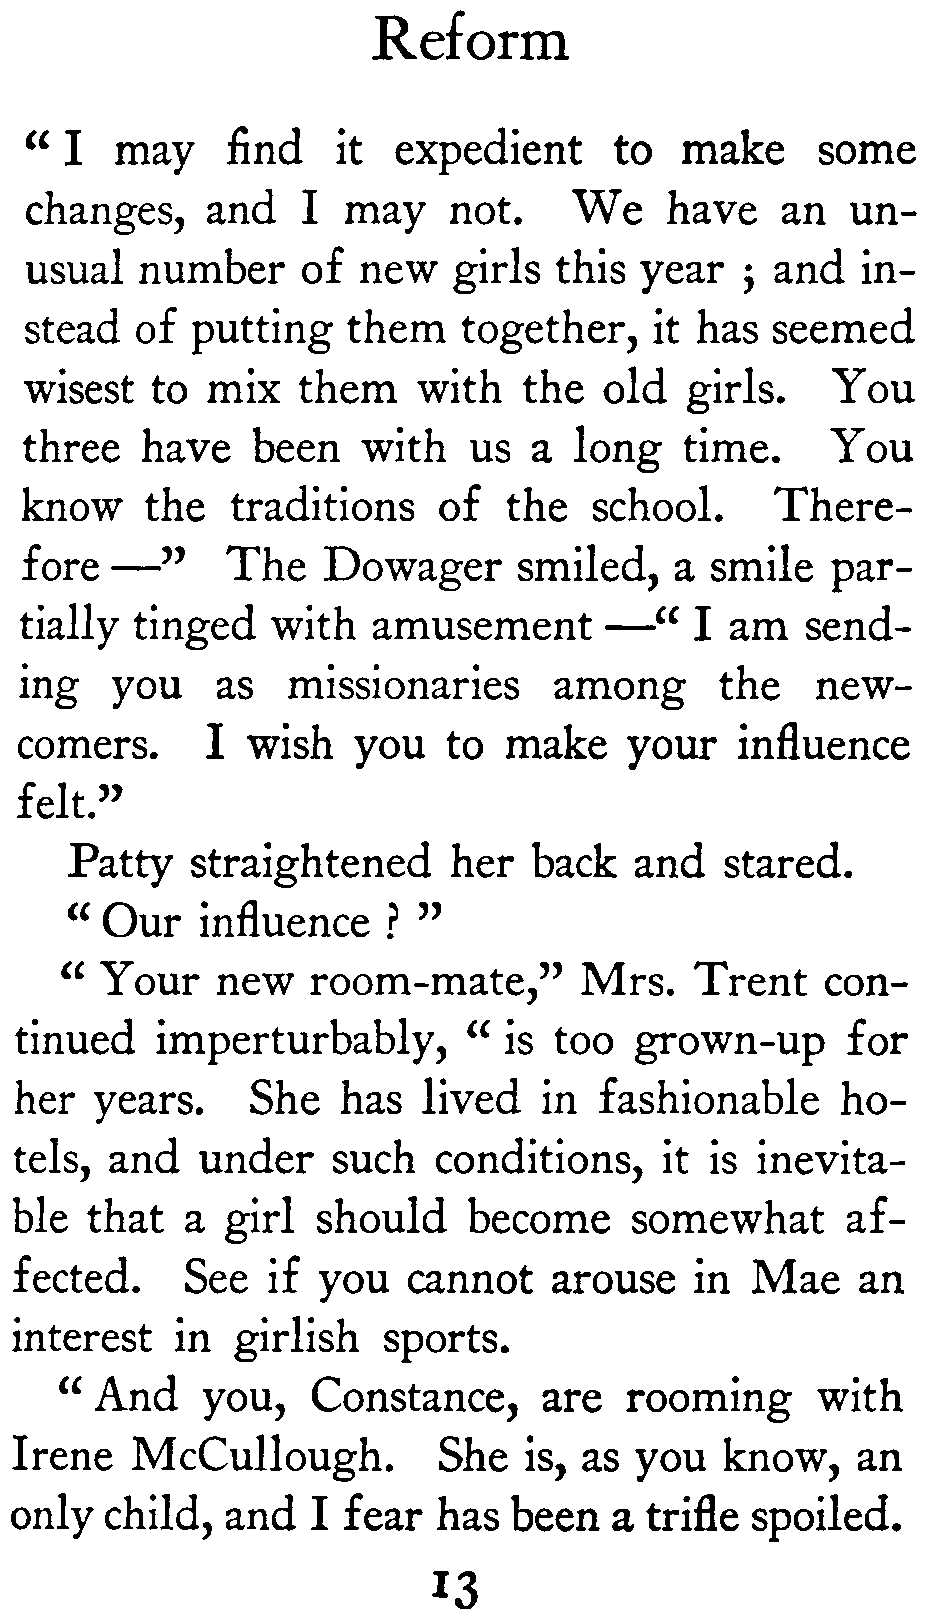 Reform
“ I may find it expedient to make some
changes, and I may not. We have an un-
usual number of new girls this year ; and in-
stead of putting them together, it has seemed
wisest to mix them with the old girls. You
three have been with us a long time. You
know the traditions of the school. There-
fore —” The Dowager smiled, a smile par-
tially tinged with amusement —“ I am send-
ing you as missionaries among the new-
comers. I wish you to make your influence
felt.”
Patty straightened her back and stared.
“ Our influence ? ”
“ Your new room-mate,” Mrs. Trent con-
tinued imperturbably, “ is too grown-up for
her years. She has lived in fashionable ho-
tels, and under such conditions, it is inevita-
ble that a girl should become somewhat af-
fected. See if you cannot arouse in Mae an
interest in girlish sports.
“ And you, Constance, are rooming with
Irene McCullough. She is, as you know, an
only child, and I fear has been a trifle spoiled.
13